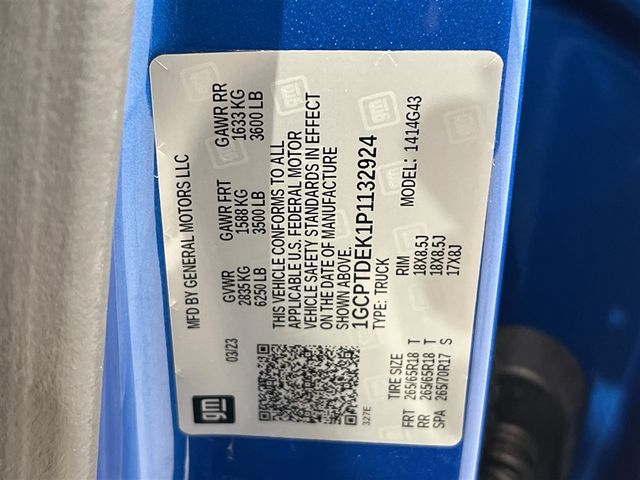 MFD BY GENERAL MOTORS LLC
03/23 GVWR GAWR FRT GAWR RR
2835 KG 1588 KG 1633 KG
6250 LB 3500 LB 3600 LB
THIS VEHICLE CONFORMS TO ALL
APPLICABLE U.S. FEDERAL MOTOR
VEHICLE SAFETY STANDARDS IN EFFECT
ON THE DATE OF MANUFACTURE
SHOWN ABOVE.
1GCPTDEK1P1132924
TYPE: TRUCK
gm
327E
MODEL: 1414G43
TIRE SIZE RIM
FRT 265/65R18 T 18X8.5J
RR 265/65R18 T 18X8.5J
SPA 265/70R17 S 17X8J
gm
gm